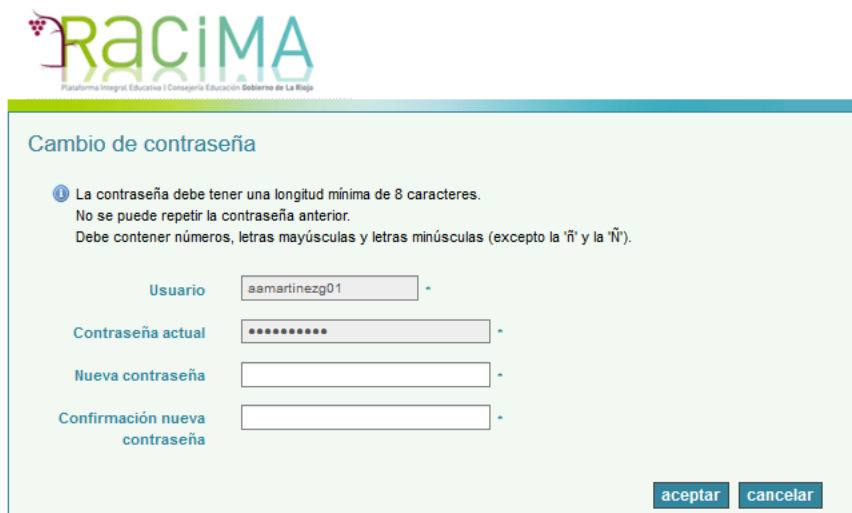 RaciMA
Plataforma Integral Educativa | Consejería Educación Gobierno de La Rioja
Cambio de contraseña
La contraseña debe tener una longitud mínima de 8 caracteres.
No se puede repetir la contraseña anterior.
Debe contener números, letras mayúsculas y letras minúsculas (excepto la 'ñ' y la 'Ñ').
Usuario aamartinezg01 *
Contraseña actual •••••••••• *
Nueva contraseña *
Confirmación nueva *
contraseña
aceptar cancelar